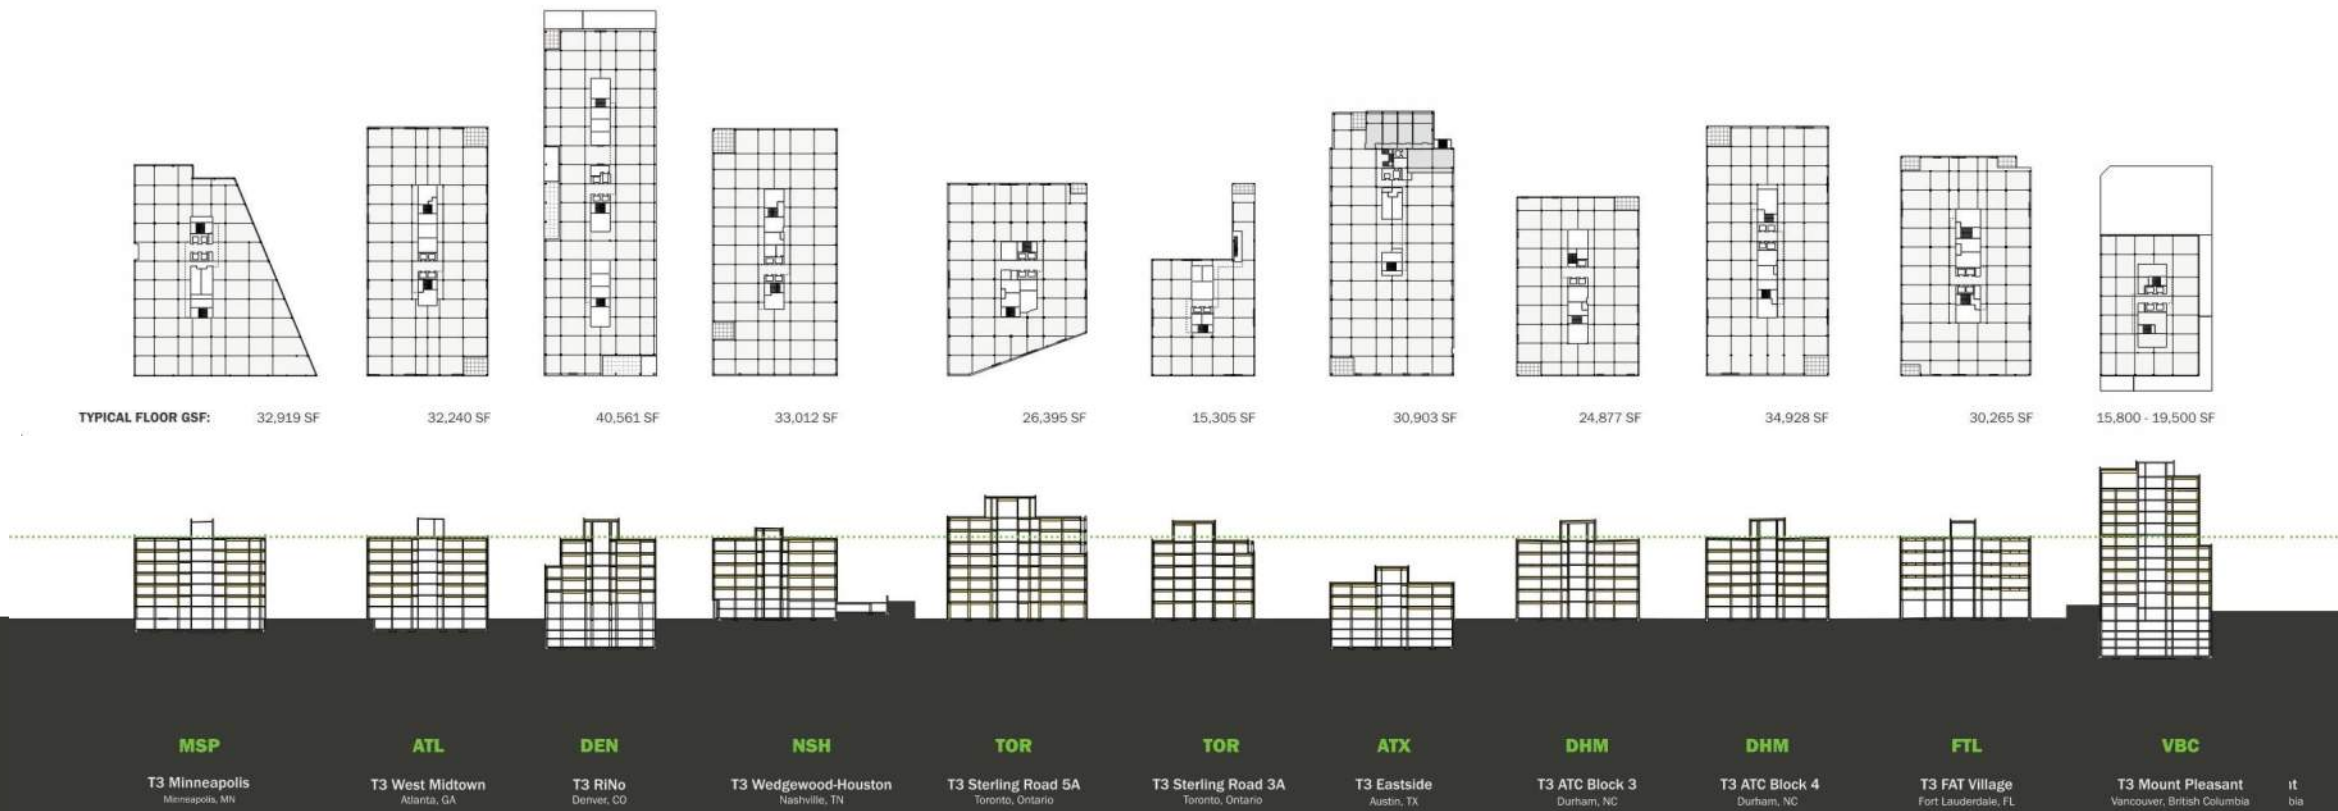 TYPICAL FLOOR GSF: 32,919 SF 32,240 SF 40,561 SF 33,012 SF 26,395 SF 15,305 SF 30,903 SF 24,877 SF 34,928 SF 30,265 SF 15,800 - 19,500 SF
MSP ATL DEN NSH TOR TOR ATX DHM DHM FTL VBC
T3 Minneapolis T3 West Midtown T3 RiNo T3 Wedgewood-Houston T3 Sterling Road 5A T3 Sterling Road 3A T3 Eastside T3 ATC Block 3 T3 ATC Block 4 T3 FAT Village T3 Mount Pleasant nt
Minneapolis, MN Atlanta, GA Denver, CO Nashville, TN Toronto, Ontario Toronto, Ontario Austin, TX Durham, NC Durham, NC Fort Lauderdale, FL Vancouver, British Columbia bia